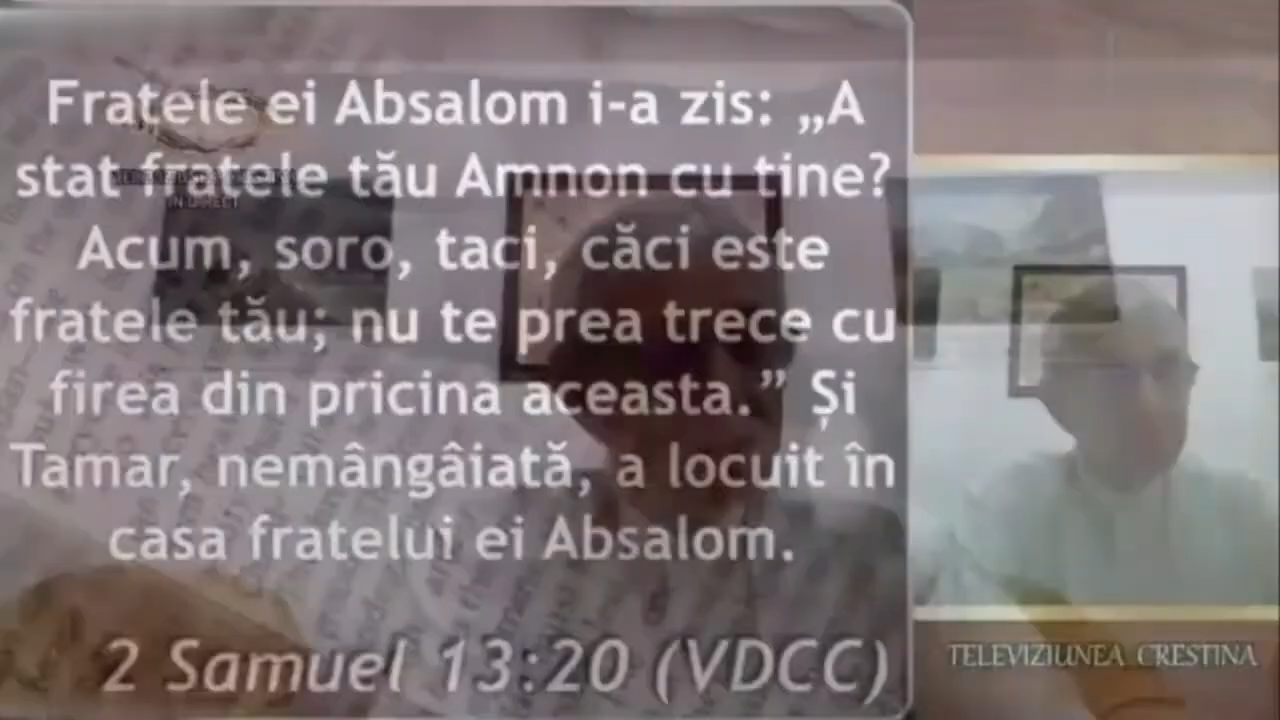 Fratele ei Absalom i-a zis: „A
stat fratele tău Amnon cu tine?
Acum, soro, taci, căci este
fratele tău; nu te prea trece cu
firea din pricina aceasta.” Și
Tamar, nemângâiată, a locuit în
casa fratelui ei Absalom.
2 Samuel 13:20 (VDCC)
IN DIRECT
TELEVIZIUNEA CRESTINA